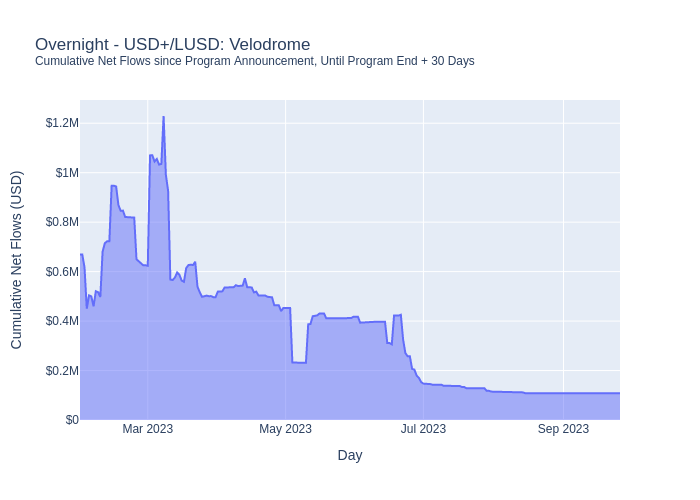 Overnight - USD+/LUSD: Velodrome
Cumulative Net Flows since Program Announcement, Until Program End + 30 Days
Cumulative Net Flows (USD)
$1.2M
$1M
$0.8M
$0.6M
$0.4M
$0.2M
$0
Mar 2023
May 2023
Jul 2023
Sep 2023
Day